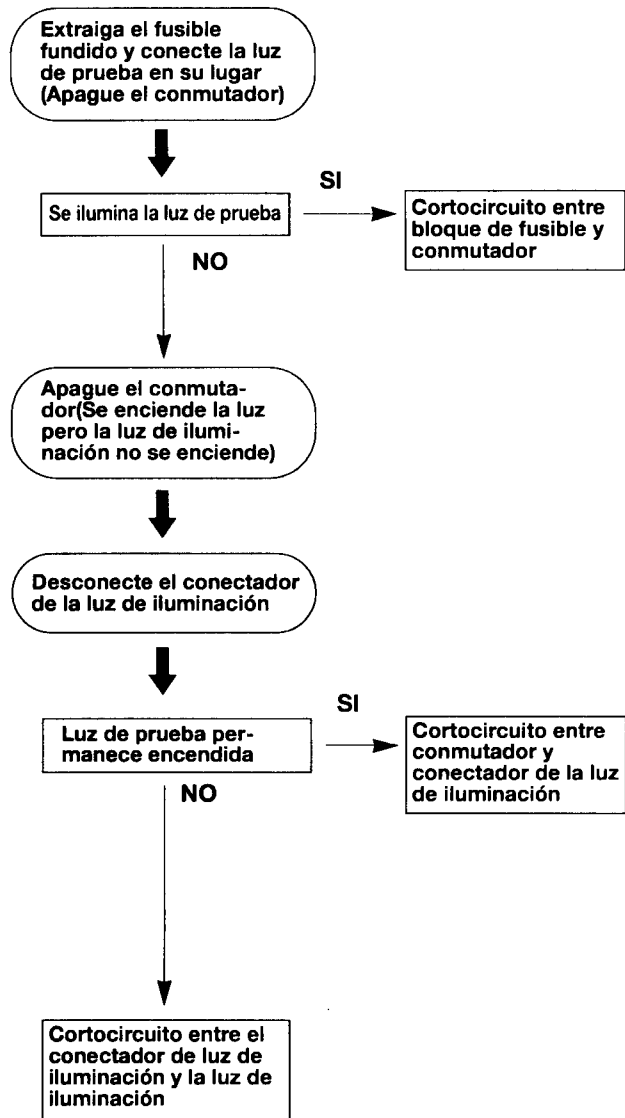 Extraiga el fusible
fundido y conecte la luz
de prueba en su lugar
(Apague el conmutador)
Se ilumina la luz de prueba
SI
Cortocircuito entre
bloque de fusible y
conmutador
NO
Apague el conmuta-
dor(Se enciende la luz
pero la luz de ilumi-
nación no se enciende)
Desconecte el conectador
de la luz de iluminación
Luz de prueba per-
manece encendida
SI
Cortocircuito entre
conmutador y
conectador de la luz
de iluminación
NO
Cortocircuito entre el
conectador de luz de
iluminación y la luz de
iluminación